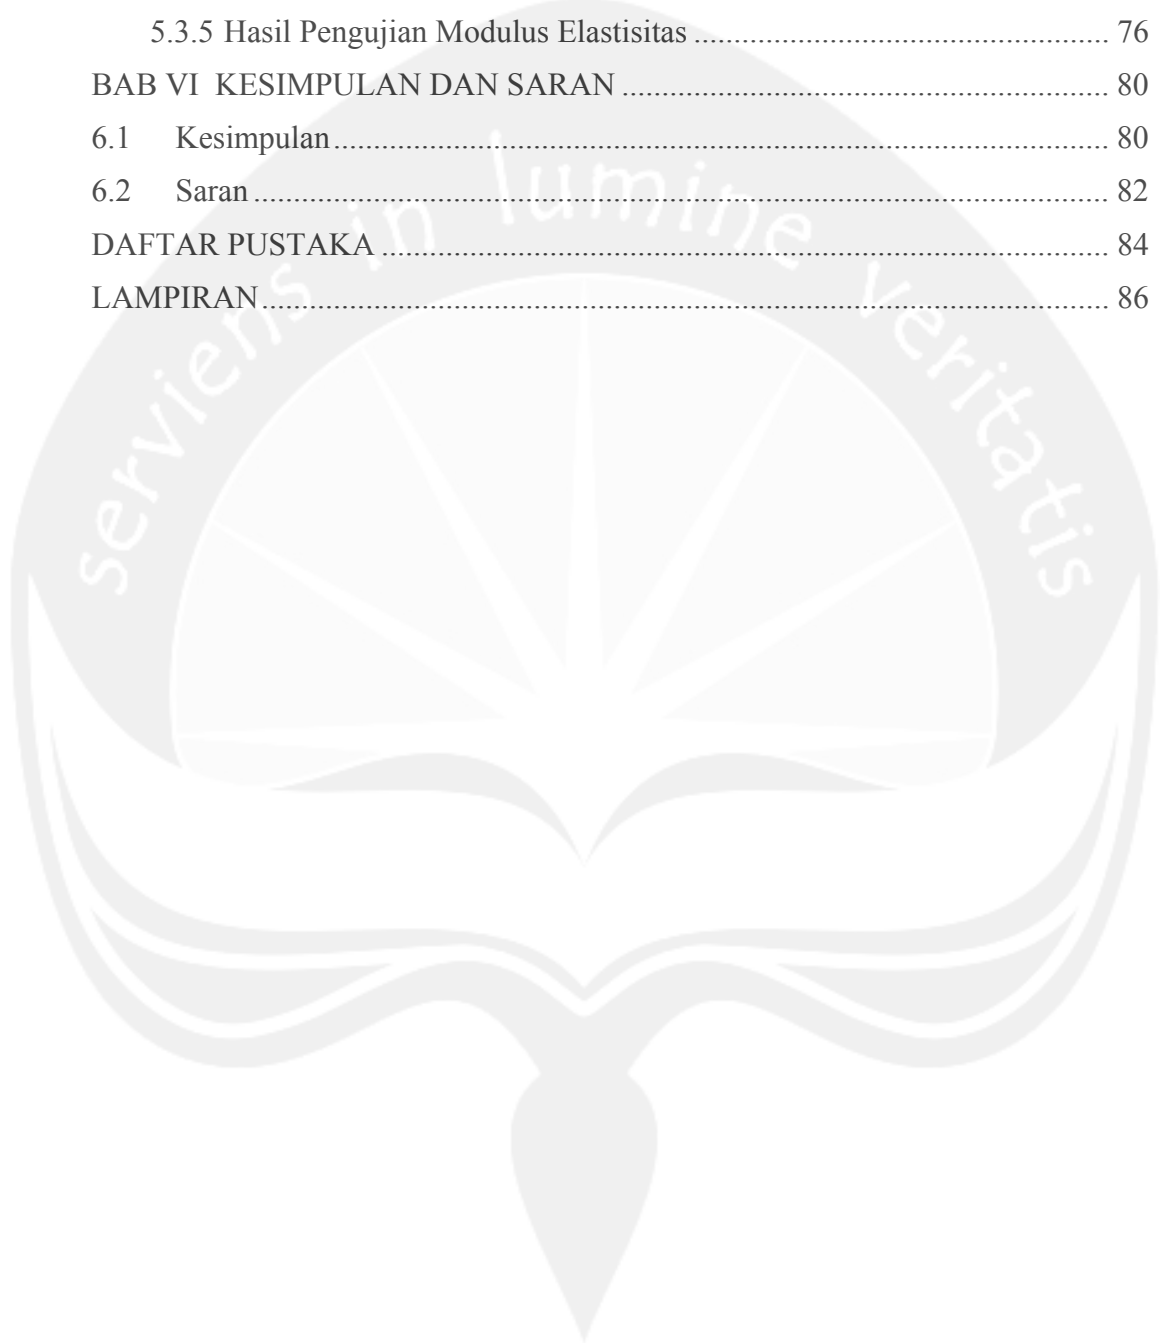 5.3.5 Hasil Pengujian Modulus Elastisitas ........................................................ 76
BAB VI  KESIMPULAN DAN SARAN ................................................................. 80
6.1 Kesimpulan ........................................................................................................ 80
6.2 Saran .................................................................................................................. 82
DAFTAR PUSTAKA ................................................................................................ 84
LAMPIRAN ............................................................................................................... 86
serviens in lumine veritatis